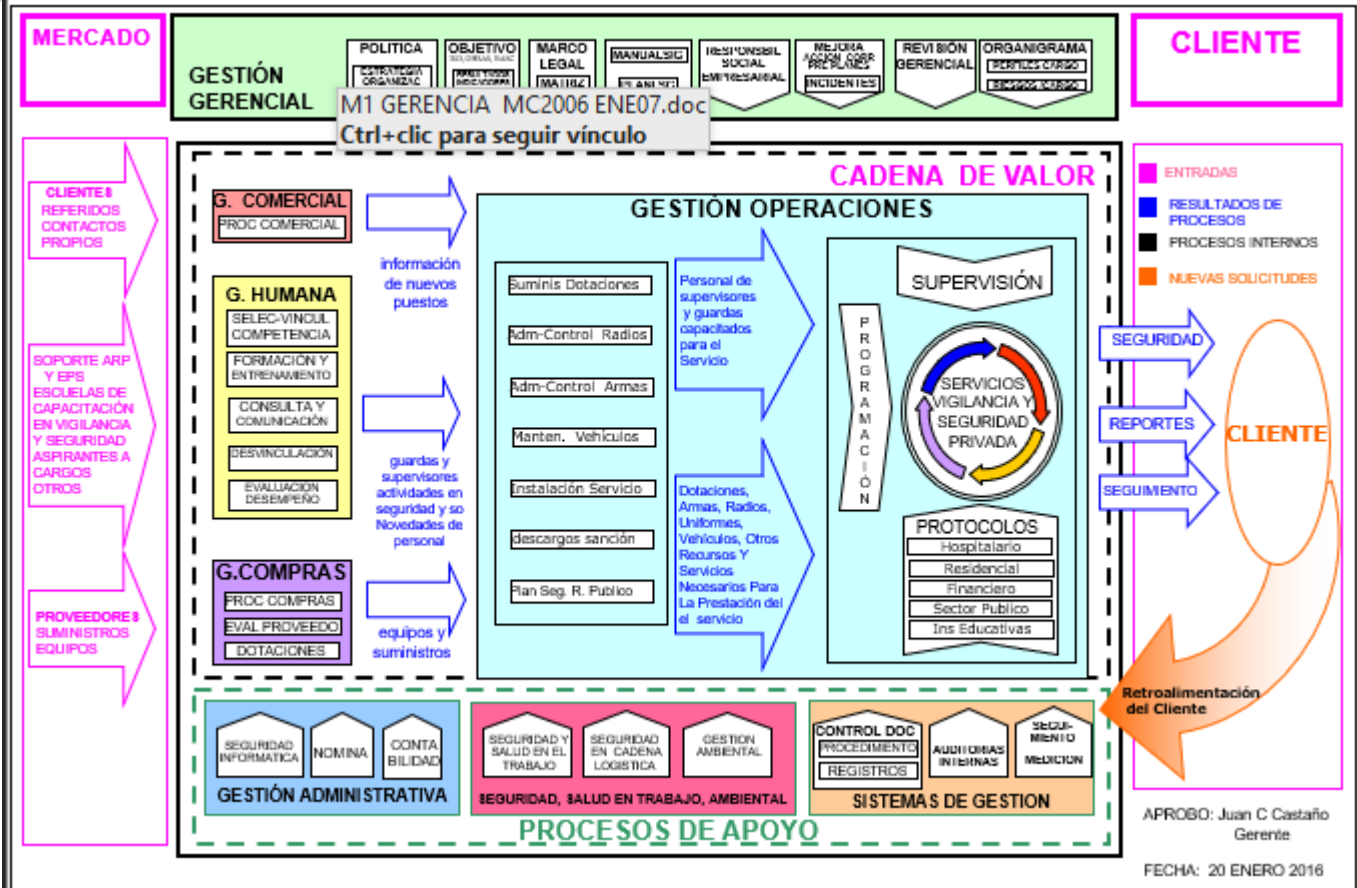 MERCADO
GESTIÓN
GERENCIAL
POLITICA
ESTRATEGIA
ORGANIZAC
OBJETIVO
MARCO
LEGAL
MATRIZ
MANUALSIG
RESPONSBIL
SOCIAL
EMPRESARIAL
MEJORA
ACCION CORR
PRE PLANES
INCIDENTES
REVISIÓN
GERENCIAL
ORGANIGRAMA
PERFILES CARGO
CLIENTE
M1 GERENCIA MC2006 ENE07.doc
Ctrl+clic para seguir vínculo
CLIENTES
REFERIDOS
CONTACTOS
PROPIOS
SOPORTE ARP
Y EPS
ESCUELAS DE
CAPACITACIÓN
EN VIGILANCIA
Y SEGURIDAD
ASPIRANTES A
CARGOS
OTROS
PROVEEDORES
SUMINISTROS
EQUIPOS
CADENA DE VALOR
G. COMERCIAL
PROC COMERCIAL
información
de nuevos
puestos
G. HUMANA
SELEC-VINCUL
COMPETENCIA
FORMACIÓN Y
ENTRENAMIENTO
CONSULTA Y
COMUNICACIÓN
DESVINCULACIÓN
EVALUACION
DESEMPEÑO
guardas y
supervisores
actividades en
seguridad y so
Novedades de
personal
G.COMPRAS
PROC COMPRAS
EVAL PROVEEDO
DOTACIONES
equipos y
suministros
GESTIÓN OPERACIONES
Suminis Dotaciones
Adm-Control Radios
Adm-Control Armas
Manten. Vehículos
Instalación Servicio
descargos sanción
Plan Seg. R. Publico
Personal de
supervisores
y guardas
capacitados
para el
Servicio
Dotaciones,
Armas, Radios,
Uniformes,
Vehículos, Otros
Recursos Y
Servicios
Necesarios Para
La Prestación del
el servicio
PROGRAMACIÓN
SUPERVISIÓN
SERVICIOS
VIGILANCIA Y
SEGURIDAD
PRIVADA
PROTOCOLOS
Hospitalario
Residencial
Financiero
Sector Publico
Ins Educativas
ENTRADAS
RESULTADOS DE
PROCESOS
PROCESOS INTERNOS
NUEVAS SOLICITUDES
SEGURIDAD
REPORTES
SEGUIMIENTO
CLIENTE
Retroalimentación
del Cliente
SEGURIDAD
INFORMATICA
NOMINA
CONTA
BILIDAD
GESTIÓN ADMINISTRATIVA
SEGURIDAD Y
SALUD EN EL
TRABAJO
SEGURIDAD
EN CADENA
LOGISTICA
GESTION
AMBIENTAL
SEGURIDAD, SALUD EN TRABAJO, AMBIENTAL
CONTROL DOC
PROCEDIMIENTO
REGISTROS
AUDITORIAS
INTERNAS
SEGUI-
MIENTO
MEDICION
SISTEMAS DE GESTION
PROCESOS DE APOYO
APROBO: Juan C Castaño
Gerente
FECHA: 20 ENERO 2016